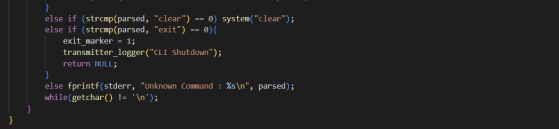 }
else if (strcmp(parsed, "clear") == 0) system("clear");
else if (strcmp(parsed, "exit") == 0){
exit_marker = 1;
transmitter_logger("CLI Shutdown");
return NULL;
}
else fprintf(stderr, "Unknown Command : %s\n", parsed);
while(getchar() != '\n');
}
}